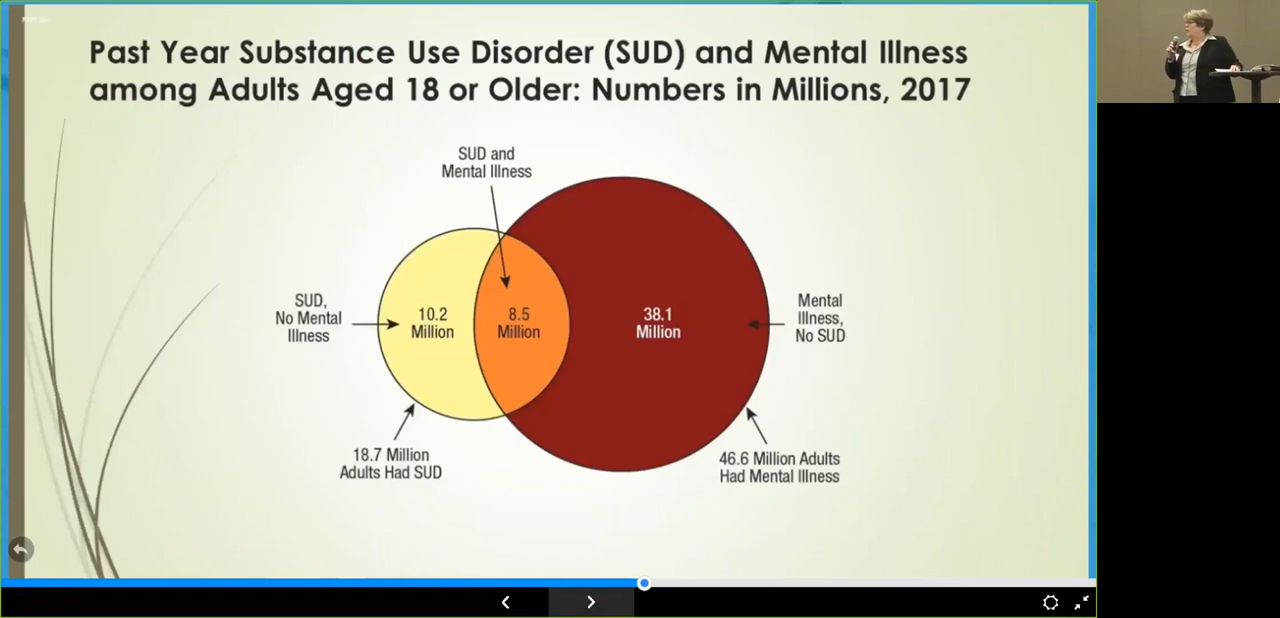 Past Year Substance Use Disorder (SUD) and Mental Illness
among Adults Aged 18 or Older: Numbers in Millions, 2017
SUD and
Mental Illness
SUD,
No Mental
Illness
10.2
Million
8.5
Million
38.1
Million
Mental
Illness,
No SUD
18.7 Million
Adults Had SUD
46.6 Million Adults
Had Mental Illness